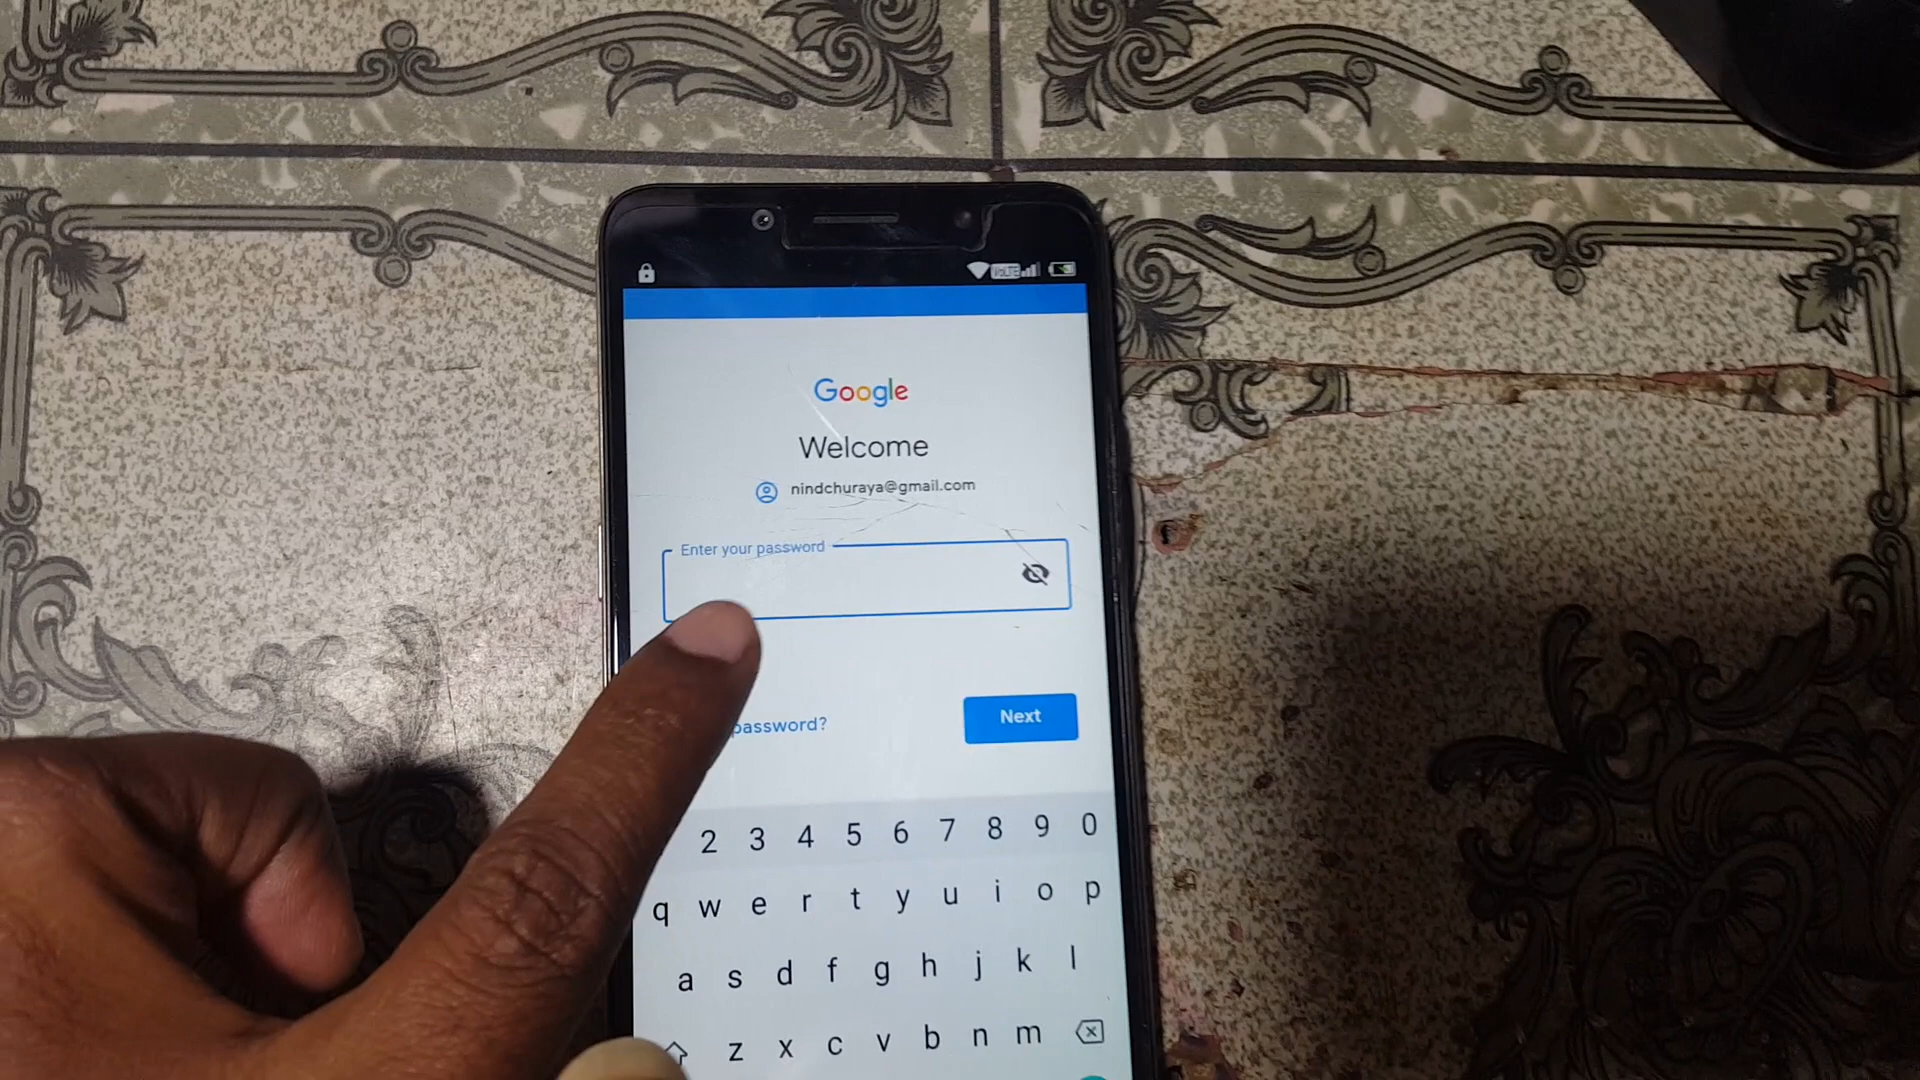 VoLTE
Google
Welcome
nindchuraya@gmail.com
Enter your password
password?
Next
2 3 4 5 6 7 8 9 0
q w e r t y u i o p
a s d f g h j k l
z x c v b n m